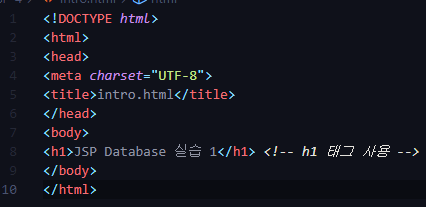 1 <!DOCTYPE html>
2 <html>
3 <head>
4 <meta charset="UTF-8">
5 <title>intro.html</title>
6 </head>
7 <body>
8 <h1>JSP Database 실습 1</h1> <!-- h1 태그 사용 -->
9 </body>
10 </html>